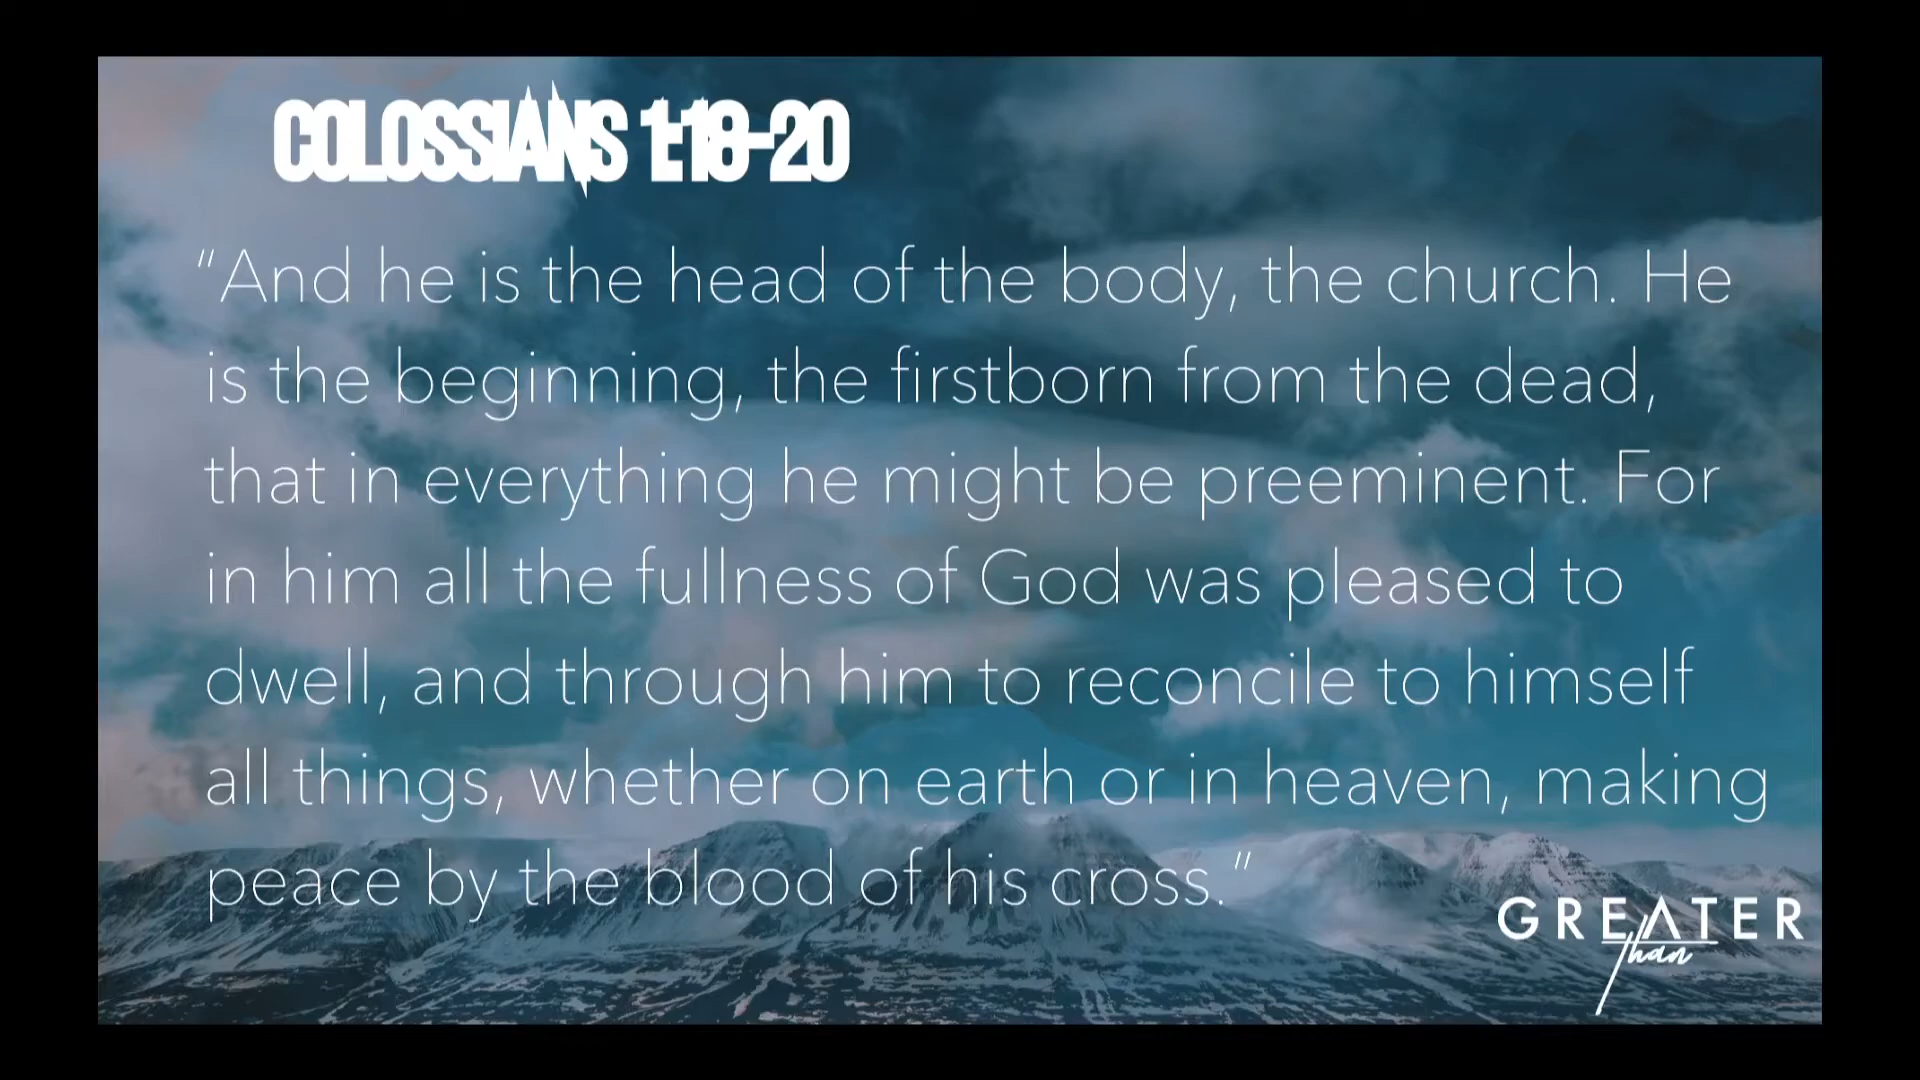 COLOSSIANS 1:18-20
“And he is the head of the body, the church. He
is the beginning, the firstborn from the dead,
that in everything he might be preeminent. For
in him all the fullness of God was pleased to
dwell, and through him to reconcile to himself
all things, whether on earth or in heaven, making
peace by the blood of his cross.”
GREATER
than